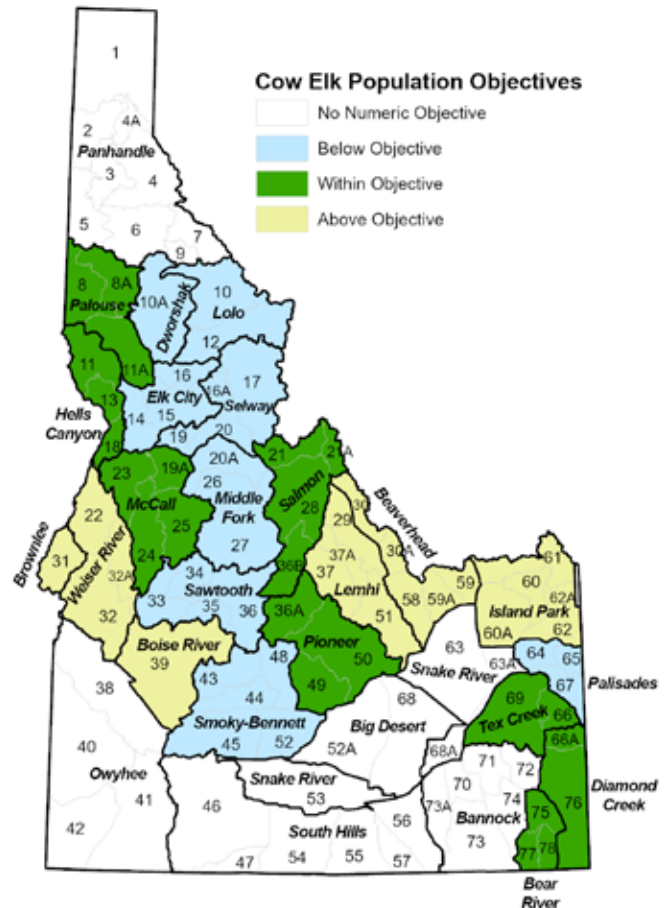 Cow Elk Population Objectives
No Numeric Objective
Below Objective
Within Objective
Above Objective
1
2
4A
Panhandle
3
4
5
6
7
9
8
8A
Palouse
10A
Dworshak
10
Lolo
12
11
11A
13
Hells
Canyon
18
16
Elk City
14
15
16A
17
Selway
19
20
23
19A
McCall
25
24
20A
26
Middle
Fork
27
21
21A
Salmon
28
36B
22
Brownlee
31
Weiser River
32A
32
Beaverhead
30
30A
29
37A
37
Lemhi
51
58
59A
59
61
60
62A
Island Park
60A
62
34
Sawtooth
33
35
36
36A
Pioneer
50
49
48
Boise River
39
43
44
Smoky-Bennett
45
52
63
Snake River
63A
64
65
67
Palisades
69
Tex Creek
66
66A
68
Big Desert
52A
68A
38
40
Owyhee
41
42
Snake River
53
46
South Hills
47
54
55
56
57
71
70
72
73A
74
Bannock
73
75
76
Diamond
Creek
77
78
Bear
River